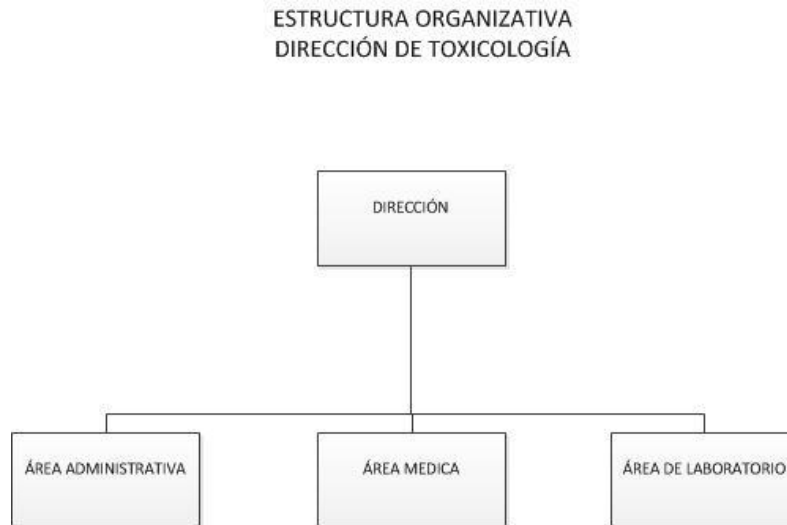 ESTRUCTURA ORGANIZATIVA
DIRECCIÓN DE TOXICOLOGÍA
DIRECCIÓN
ÁREA ADMINISTRATIVA
ÁREA MEDICA
ÁREA DE LABORATORIO